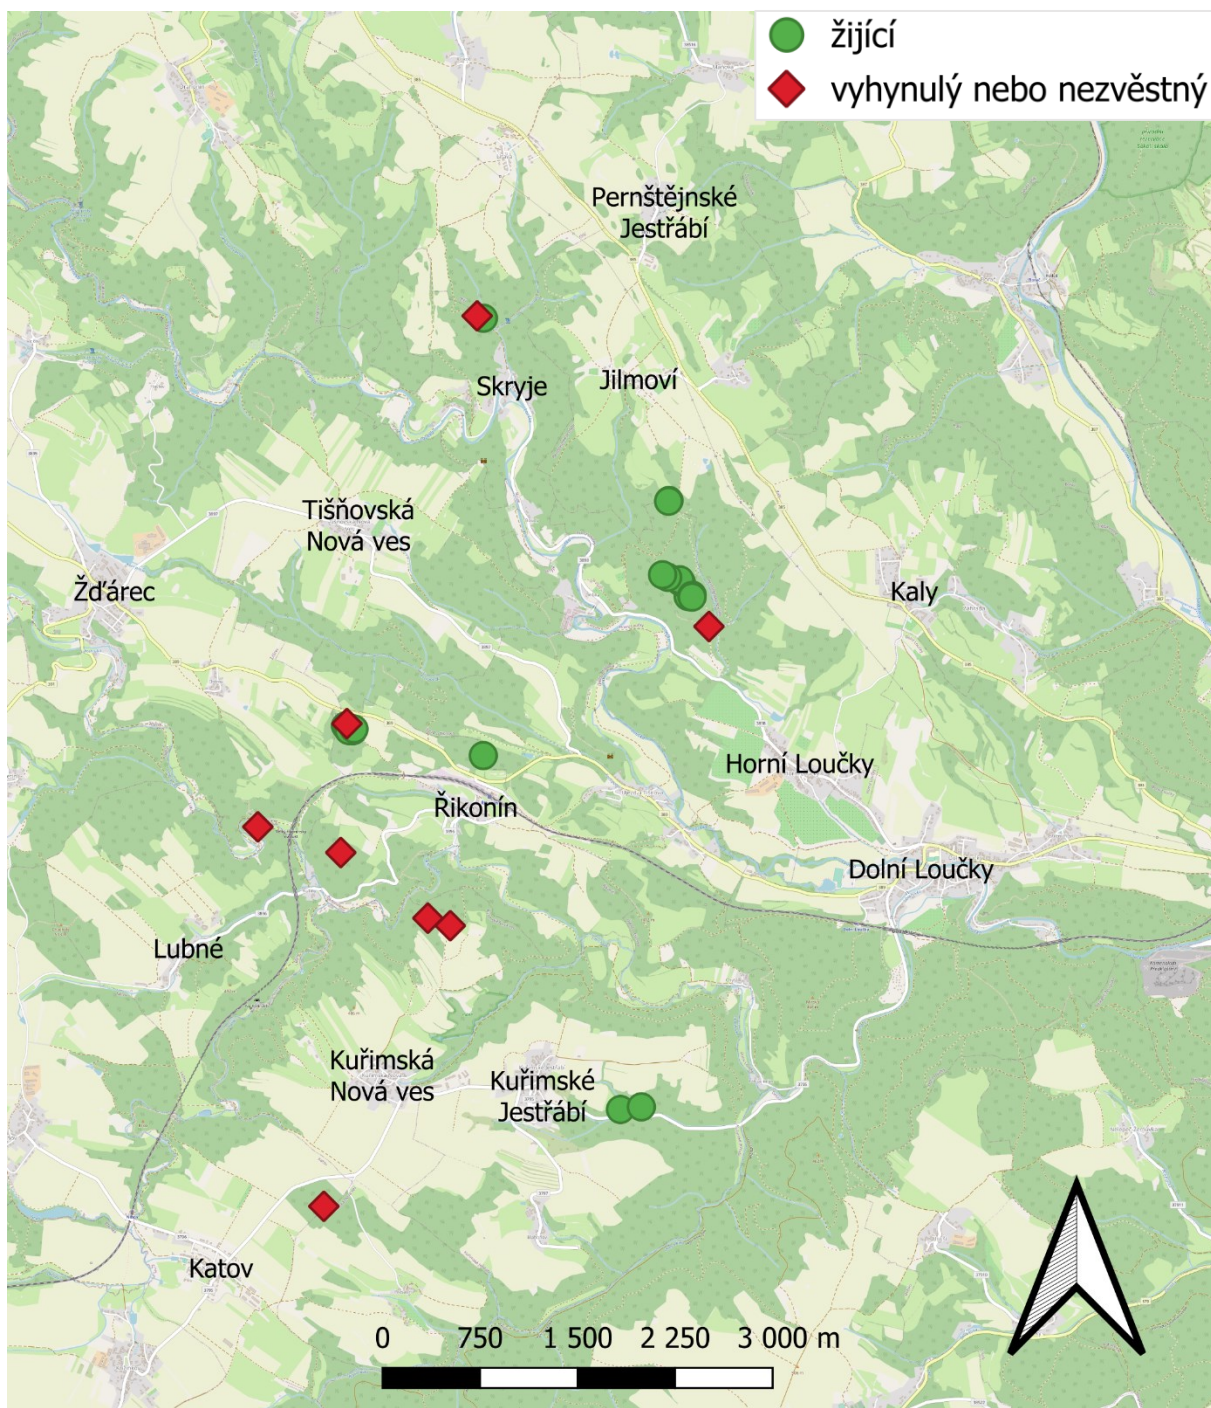 žijící
vyhynulý nebo nezvěstný
Pernštějnské
Jestřábí
Skryje
Jilmoví
Tišňovská
Nová ves
Žďárec
Kaly
Horní Loučky
Řikonín
Dolní Loučky
Lubné
Kuřimská
Nová ves
Kuřimské
Jestřábí
Katov
0 750 1 500 2 250 3 000 m